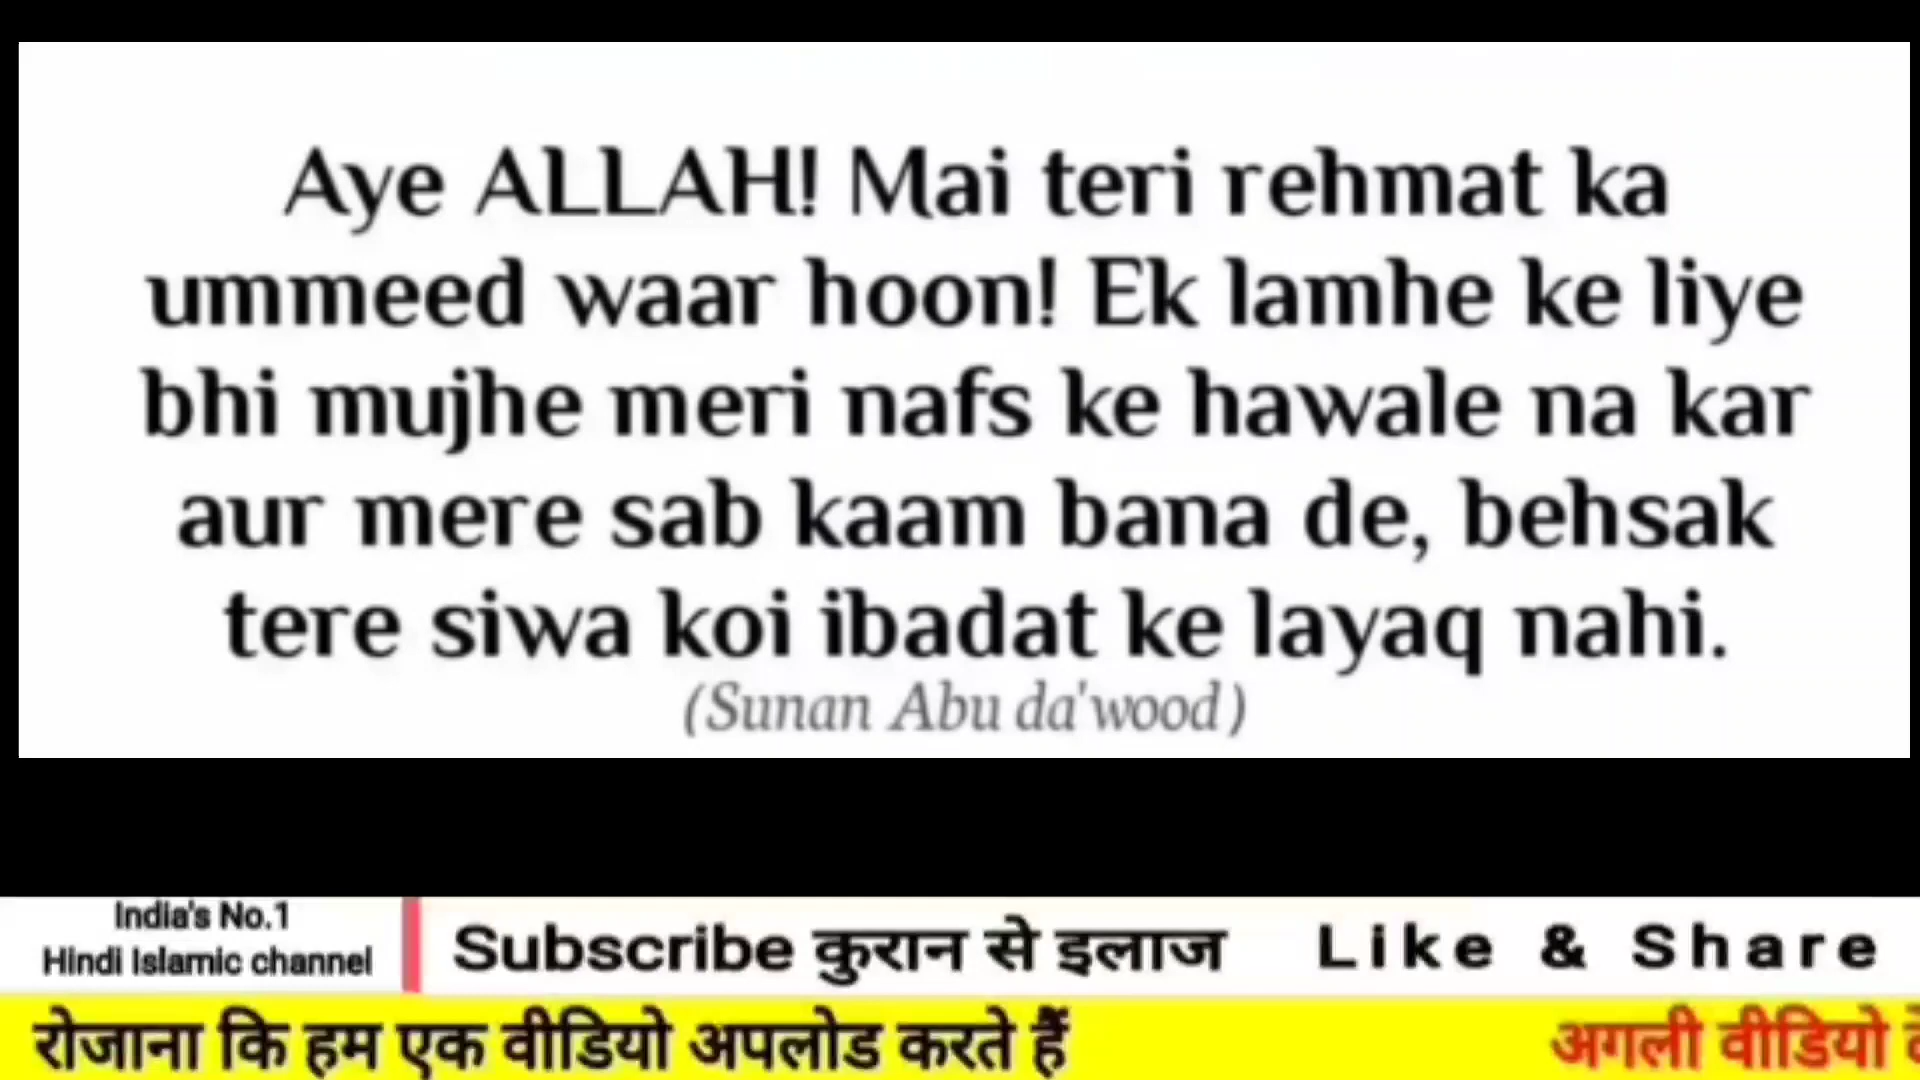 Aye ALLAH! Mai teri rehmat ka
ummeed waar hoon! Ek lamhe ke liye
bhi mujhe meri nafs ke hawale na kar
aur mere sab kaam bana de, behsak
tere siwa koi ibadat ke layaq nahi.
(Sunan Abu da'wood)
India's No.1
Hindi Islamic channel
Subscribe कुरान से इलाज Like & Share
रोजाना कि हम एक वीडियो अपलोड करते हैं अगली वीडियो